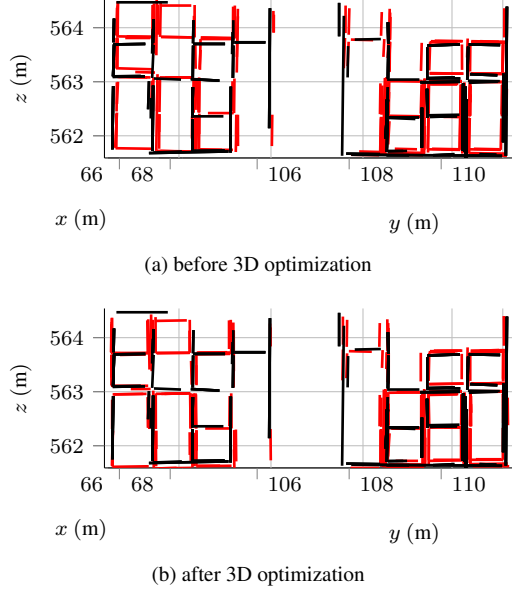 564
563
562
z (m)
66 68 106 108 110
x (m) y (m)
(a) before 3D optimization
564
563
562
z (m)
66 68 106 108 110
x (m) y (m)
(b) after 3D optimization